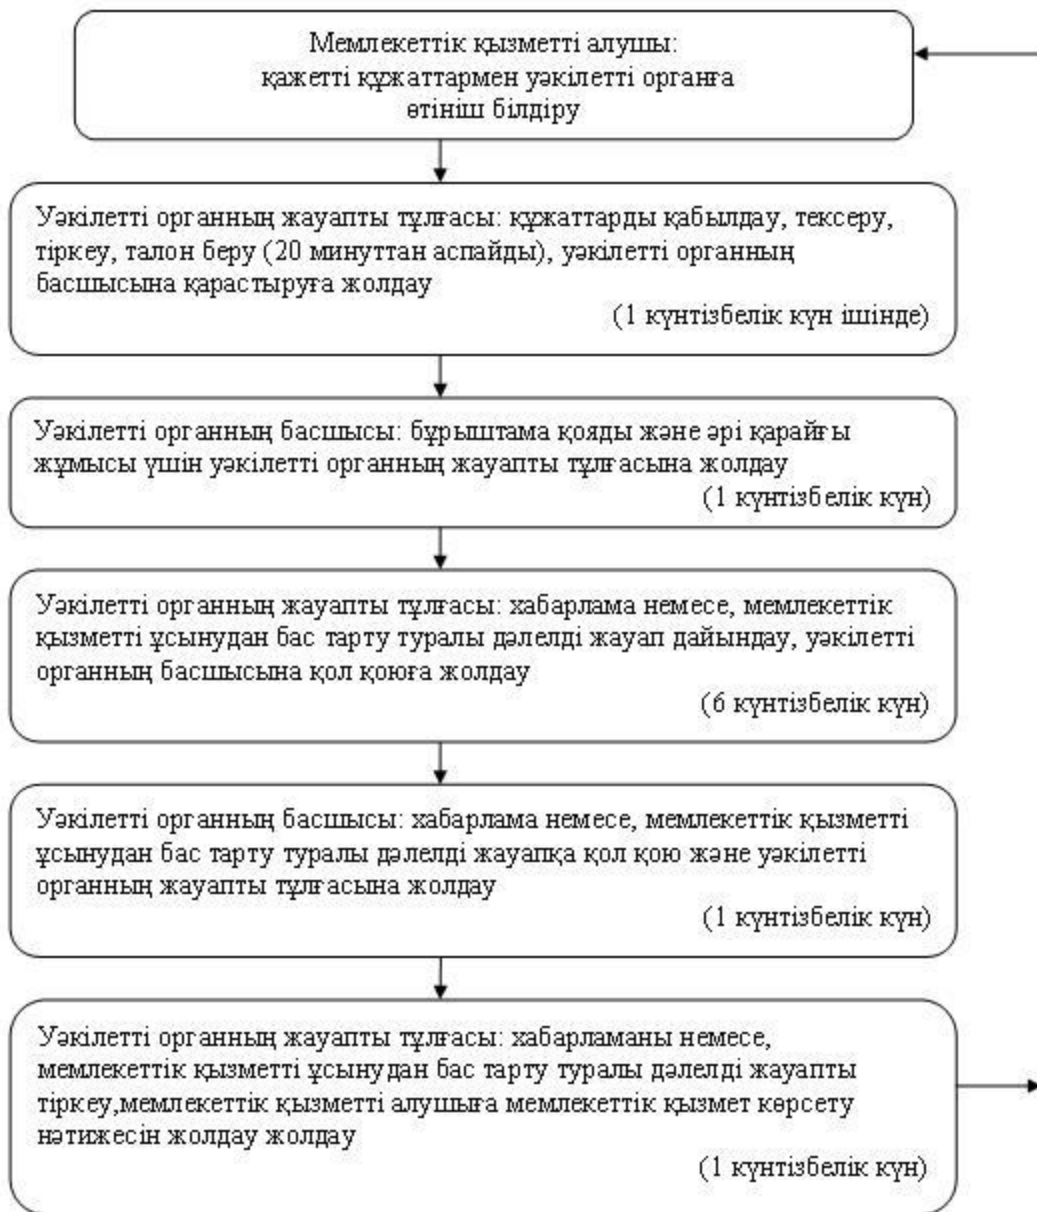 Мемлекеттік қызметті алушы:
қажетті құжаттармен уәкілетті органға
өтініш білдіру
Уәкілетті органның жауапты тұлғасы: құжаттарды қабылдау, тексеру,
тіркеу, талон беру (20 минуттан аспайды), уәкілетті органның
басшысына қарастыруға жолдау
(1 күнтізбелік күн ішінде)
Уәкілетті органның басшысы: бұрыштама қояды және әрі қарайғы
жұмысы үшін уәкілетті органның жауапты тұлғасына жолдау
(1 күнтізбелік күн)
Уәкілетті органның жауапты тұлғасы: хабарлама немесе, мемлекеттік
қызметті ұсынудан бас тарту туралы дәлелді жауап дайындау, уәкілетті
органның басшысына қол қоюға жолдау
(6 күнтізбелік күн)
Уәкілетті органның басшысы: хабарлама немесе, мемлекеттік қызметті
ұсынудан бас тарту туралы дәлелді жауапқа қол қою және уәкілетті
органның жауапты тұлғасына жолдау
(1 күнтізбелік күн)
Уәкілетті органның жауапты тұлғасы: хабарламаны немесе,
мемлекеттік қызметті ұсынудан бас тарту туралы дәлелді жауапты
тіркеу,мемлекеттік қызметті алушыға мемлекеттік қызмет көрсету
нәтижесін жолдау жолдау
(1 күнтізбелік күн)